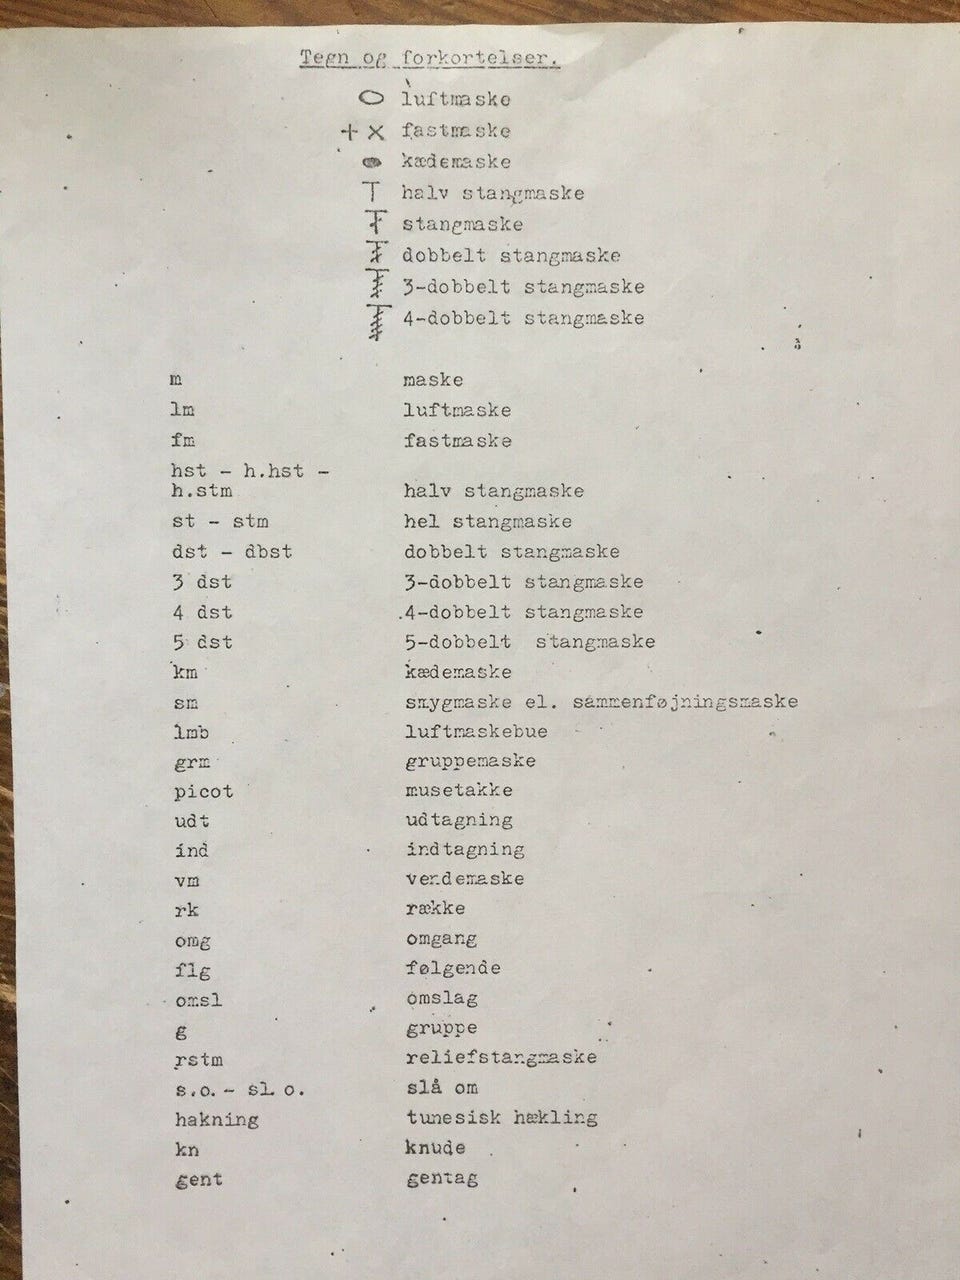 Tegn og forkortelser.
luftmaske
+ x fastmaske
kædemaske
halv stangmaske
stangmaske
dobbelt stangmaske
3-dobbelt stangmaske
4-dobbelt stangmaske
m maske
lm luftmaske
fm fastmaske
hst - h.hst -
h.stm halv stangmaske
st - stm hel stangmaske
dst - dbst dobbelt stangmaske
3 dst 3-dobbelt stangmaske
4 dst 4-dobbelt stangmaske
5 dst 5-dobbelt stangmaske
km kædemaske
sm smygmaske el. sammenføjningsmaske
lmb luftmaskebue
grm gruppemaske
picot musetakke
udt udtagning
ind indtagning
vm vendemaske
rk række
omg omgang
flg følgende
omsl omslag
g gruppe
rstm reliefstangmaske
s.o.- sl o. slå om
hakning tunesisk hækling
kn knude
gent gentag